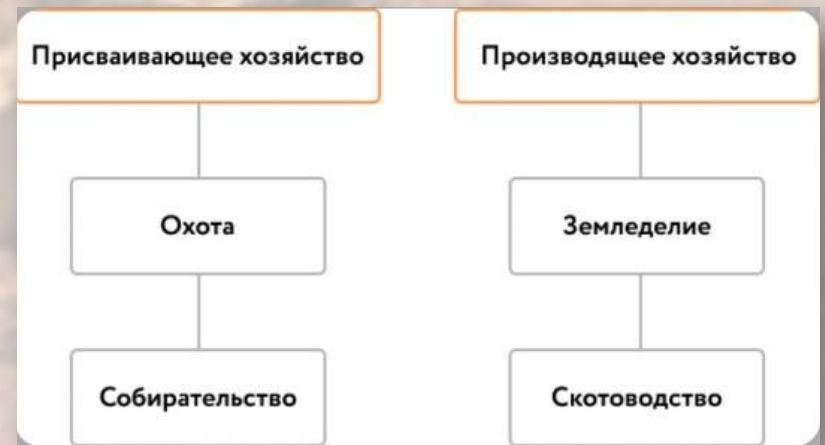 Присваивающее хозяйство
Производящее хозяйство
Охота
Земледелие
Собирательство
Скотоводство